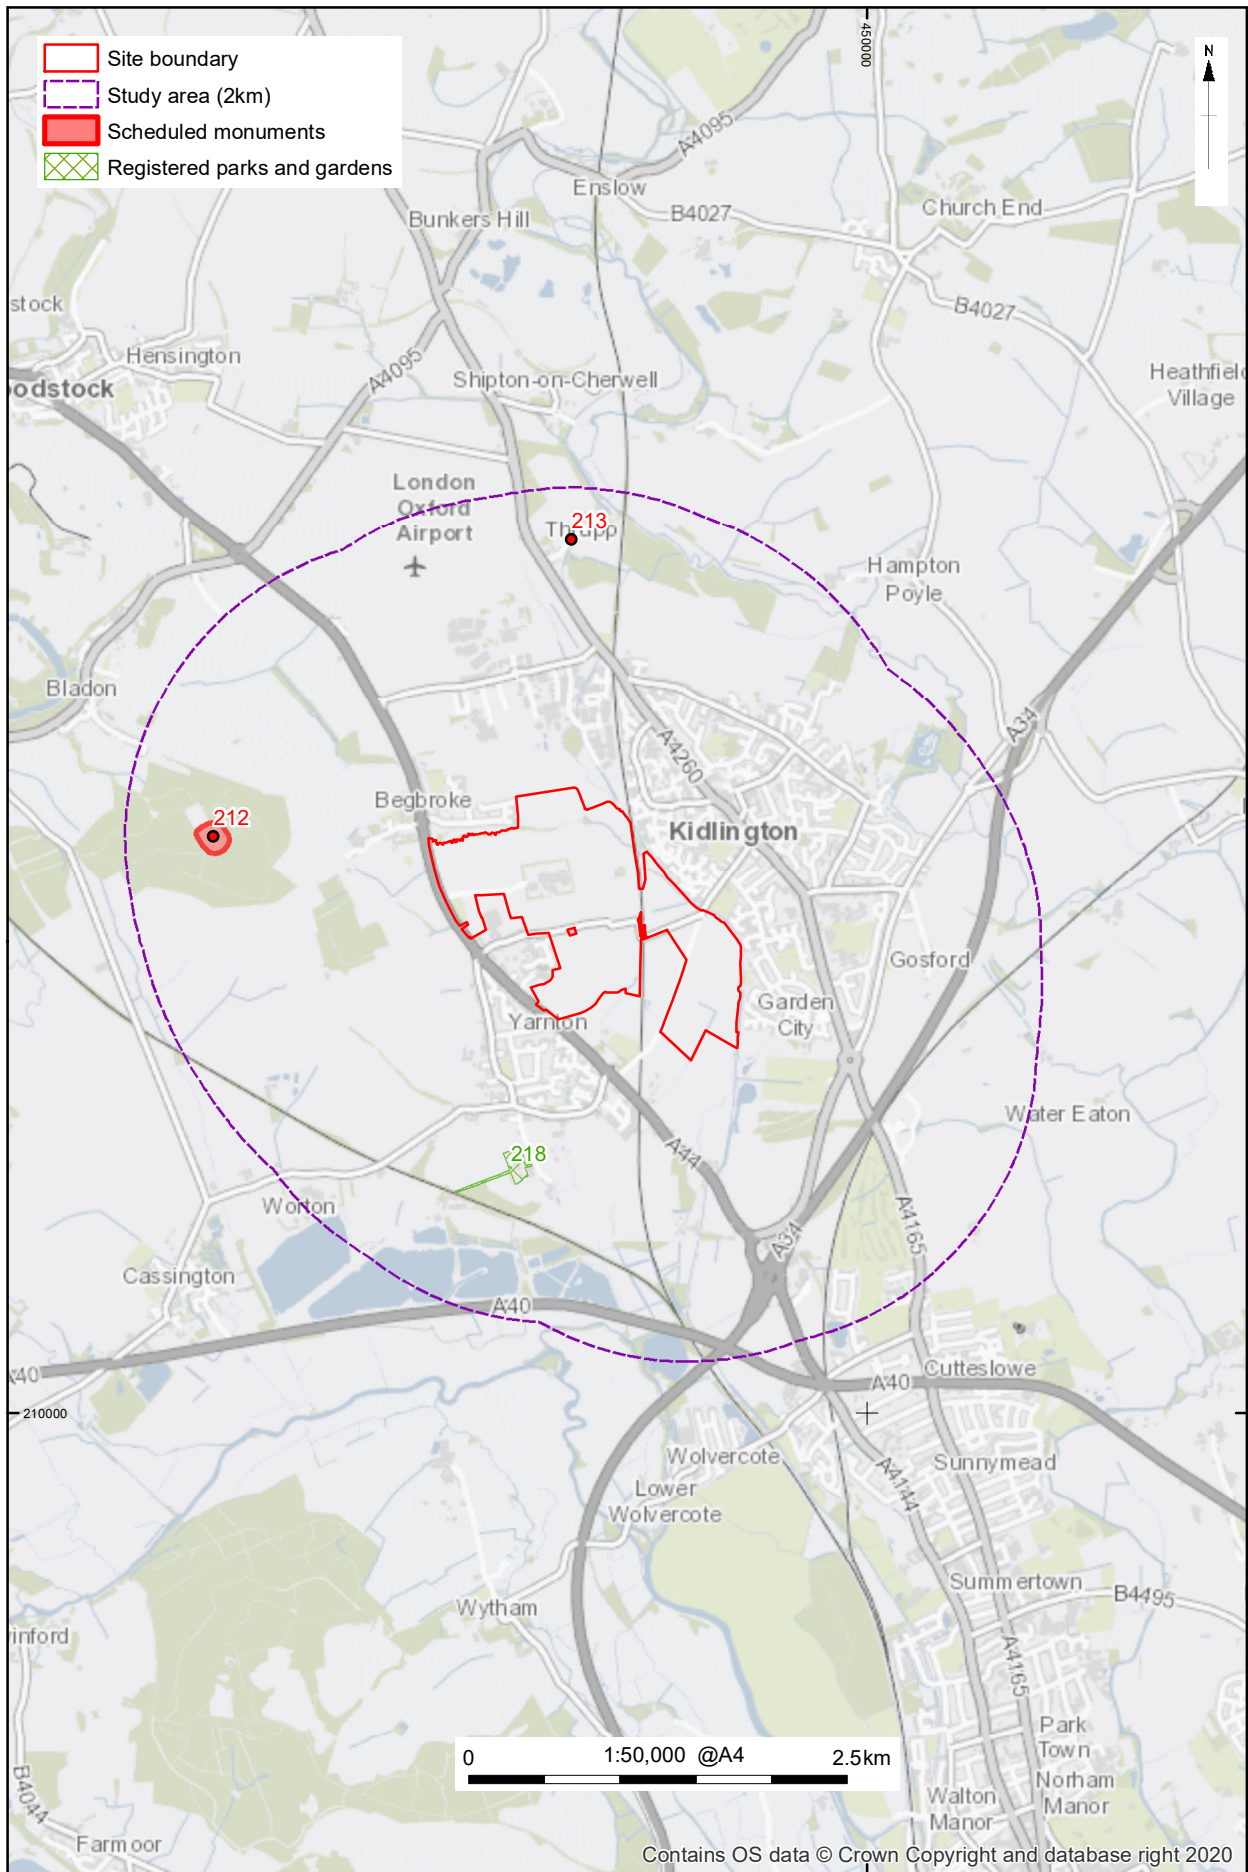 Site boundary
Study area (2km)
Scheduled monuments
Registered parks and gardens
450000
N
A4095
Enslow
B4027
Church End
Bunkers Hill
B4027
stock
Hensington
A4095
Shipton-on-Cherwell
Heathfield
Village
oodstock
London
Oxford
Airport
213
Thrupp
Hampton
Poyle
Bladon
A34
A4260
Begbroke
212
Kidlington
Gosford
Garden
City
Yarnton
Water Eaton
218
A44
Worton
A34
A4165
Cassington
A40
A40
A40
Cutteslowe
210000
Wolvercote
Sunnymead
A4144
Lower
Wolvercote
Summertown
B4495
Wytham
inford
A4165
Park
Town
0 1:50,000 @A4 2.5km
Norham
Manor
B4044
Walton
Manor
Farmoor
Contains OS data © Crown Copyright and database right 2020